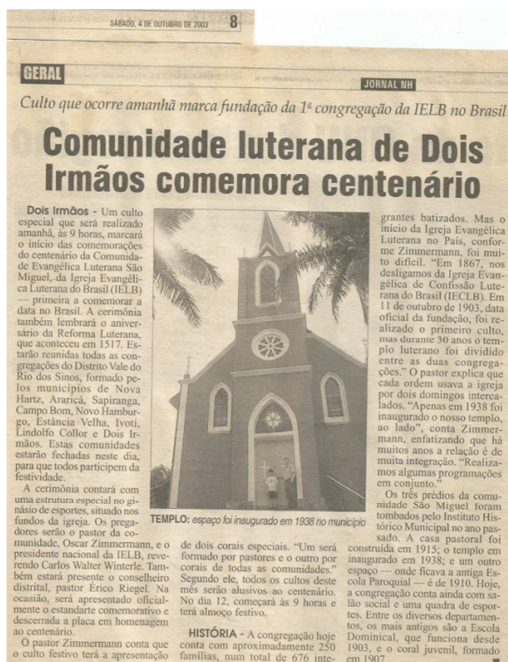 SÁBADO, 4 DE OUTUBRO DE 2003 8
GERAL
JORNAL NH
Culto que ocorre amanhã marca fundação da 1ª congregação da IELB no Brasil
Comunidade luterana de Dois
Irmãos comemora centenário
Dois Irmãos - Um culto
especial que será realizado
amanhã, às 9 horas, marcará
o início das comemorações
do centenário da Comunida-
de Evangélica Luterana São
Miguel, da Igreja Evangéli-
ca Luterana do Brasil (IELB)
— primeira a comemorar a
data no Brasil. A cerimônia
também lembrará o aniver-
sário da Reforma Luterana,
que aconteceu em 1517. Es-
tarão reunidas todas as con-
gregações do Distrito Vale do
Rio dos Sinos, formado pe-
los municípios de Nova
Hartz, Araricá, Sapiranga,
Campo Bom, Novo Hambur-
go, Estância Velha, Ivoti,
Lindolfo Collor e Dois Ir-
mãos. Estas comunidades
estarão fechadas neste dia,
para que todos participem da
festividade.
A cerimônia contará com
uma estrutura especial no gi-
násio de esportes, situado nos
fundos da igreja. Os prega-
dores serão o pastor da co-
munidade, Oscar Zimmermann, e o
presidente nacional da IELB, reve-
rendo Carlos Walter Winterle. Tam-
bém estará presente o conselheiro
distrital, pastor Érico Riegel. Na
ocasião, será apresentado oficial-
mente o estandarte comemorativo e
descerrada a placa em homenagem
ao centenário.
O pastor Zimmermann conta que
o culto festivo terá a apresentação
TEMPLO: espaço foi inaugurado em 1938 no município
de dois corais especiais. "Um será
formado por pastores e o outro por
corais de todas as comunidades."
Segundo ele, todos os cultos deste
mês serão alusivos ao centenário.
No dia 12, começará às 9 horas e
terá almoço festivo.
HISTÓRIA - A congregação hoje
conta com aproximadamente 250
famílias, num total de 676 inte-
grantes batizados. Mas o
início da Igreja Evangélica
Luterana no País, confor-
me Zimmermann, foi mui-
to difícil. "Em 1867, nos
desligamos da Igreja Evan-
gélica de Confissão Lute-
rana do Brasil (IECLB). Em
11 de outubro de 1903, data
oficial da fundação, foi re-
alizado o primeiro culto,
mas durante 30 anos o tem-
plo luterano foi dividido
entre as duas congrega-
ções." O pastor explica que
cada ordem usava a igreja
por dois domingos interca-
lados. "Apenas em 1938 foi
inaugurado o nosso templo,
ao lado", conta Zimmer-
mann, enfatizando que há
muitos anos a relação é de
muita integração. "Realiza-
mos algumas programações
em conjunto."
Os três prédios da comu-
nidade São Miguel foram
tombados pelo Instituto His-
tórico Municipal no ano pas-
sado. A casa pastoral foi
construída em 1915; o templo em
inaugurado em 1938; e um outro
espaço — onde ficava a antiga Es-
cola Paroquial — é de 1910. Hoje,
a congregação conta ainda com sa-
lão social e uma quadra de espor-
tes. Entre os diversos departamen-
tos, os mais antigos são a Escola
Dominical, que funciona desde
1903, e o coral juvenil, formado
em 1907.